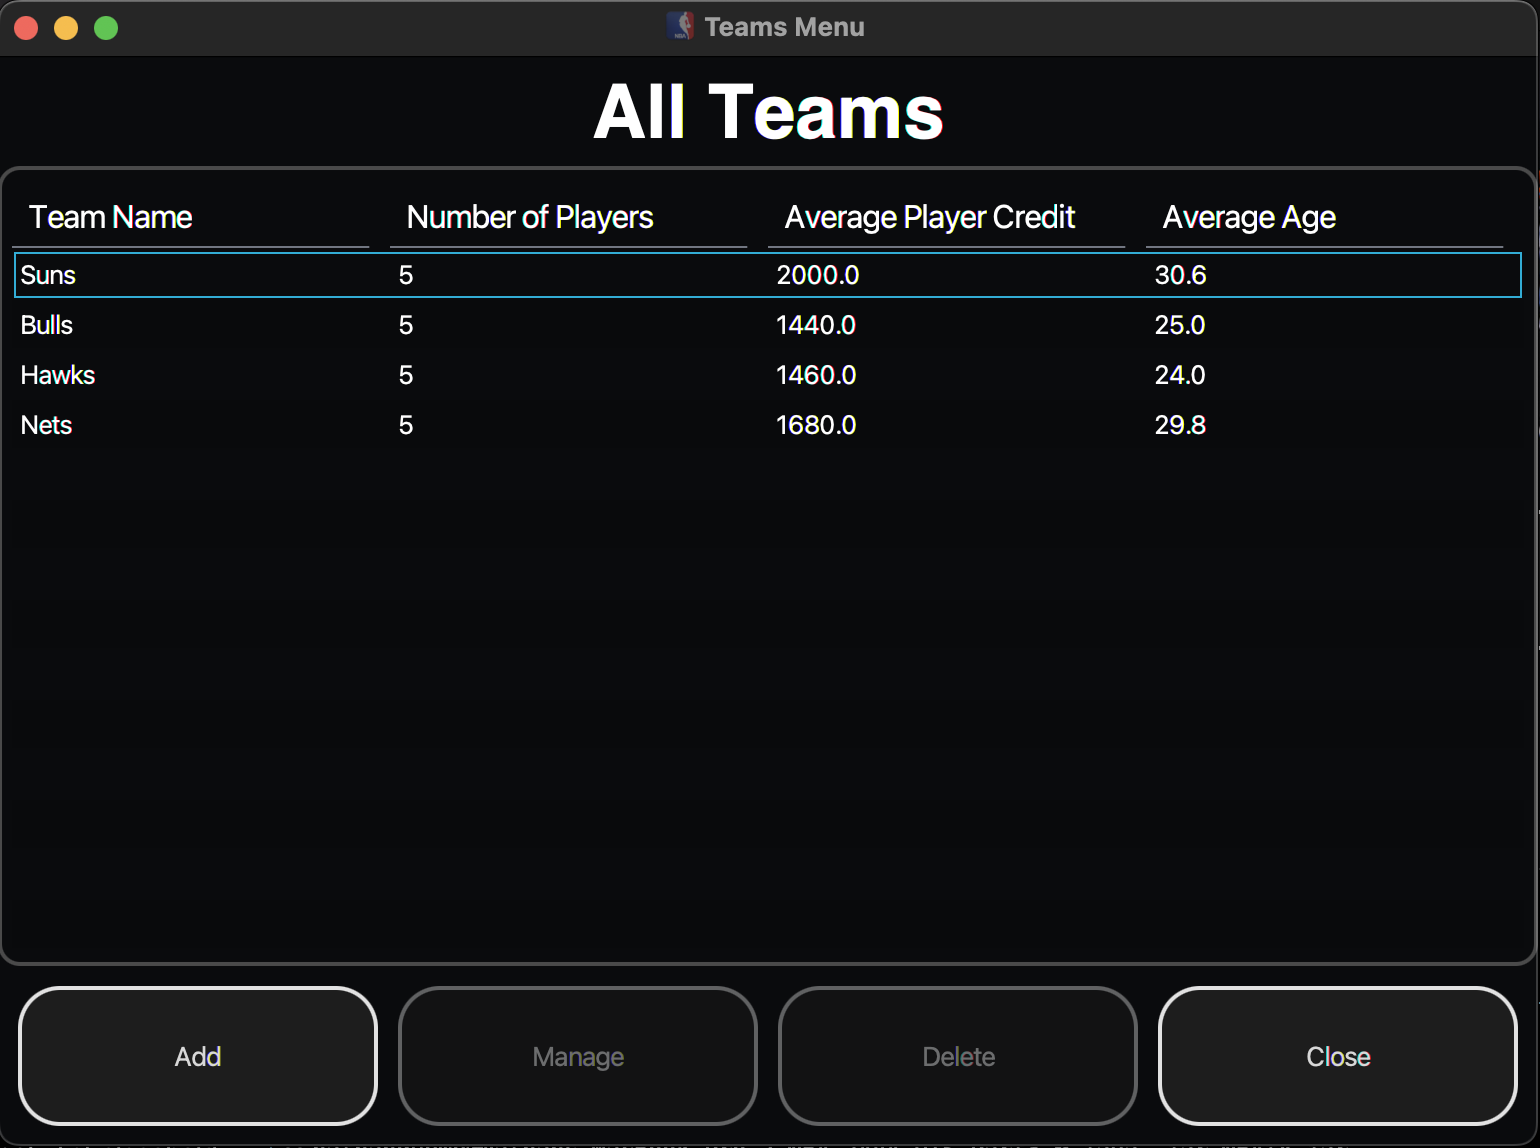 Teams Menu
All Teams
Team Name Number of Players Average Player Credit Average Age
Suns 5 2000.0 30.6
Bulls 5 1440.0 25.0
Hawks 5 1460.0 24.0
Nets 5 1680.0 29.8
Add Manage Delete Close